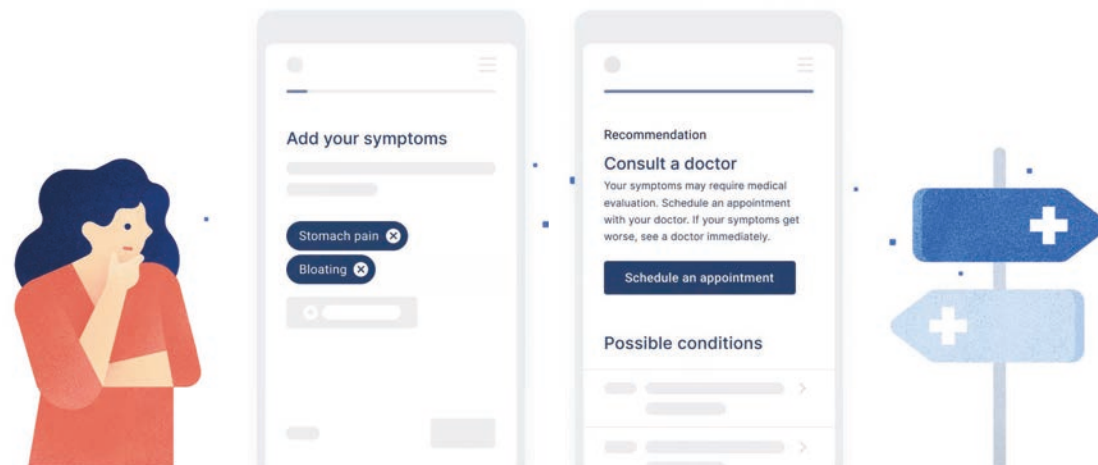 Add your symptoms
Stomach pain
Bloating
Recommendation
Consult a doctor
Your symptoms may require medical
evaluation. Schedule an appointment
with your doctor. If your symptoms get
worse, see a doctor immediately.
Schedule an appointment
Possible conditions